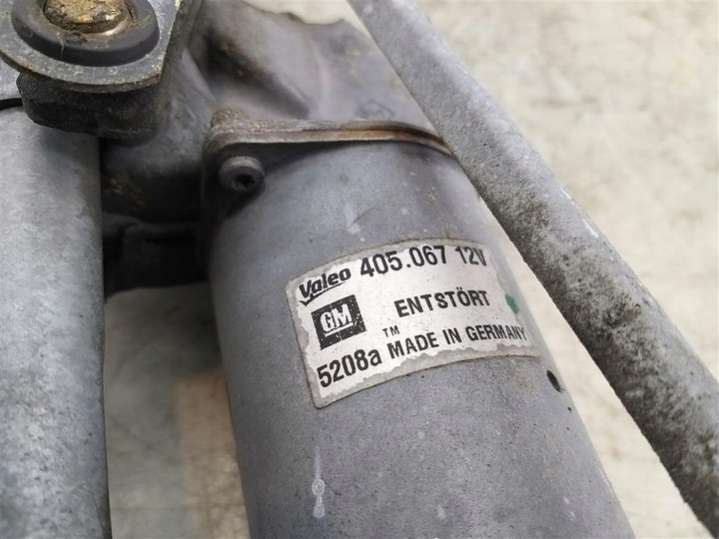 Valeo 405.067 12V
GM ENTSTÖRT
TM
5208a MADE IN GERMANY